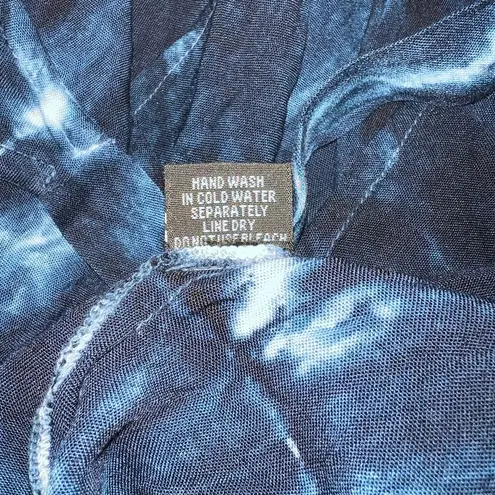 HAND WASH
IN COLD WATER
SEPARATELY
LINE DRY
DO NOT USE BLEACH